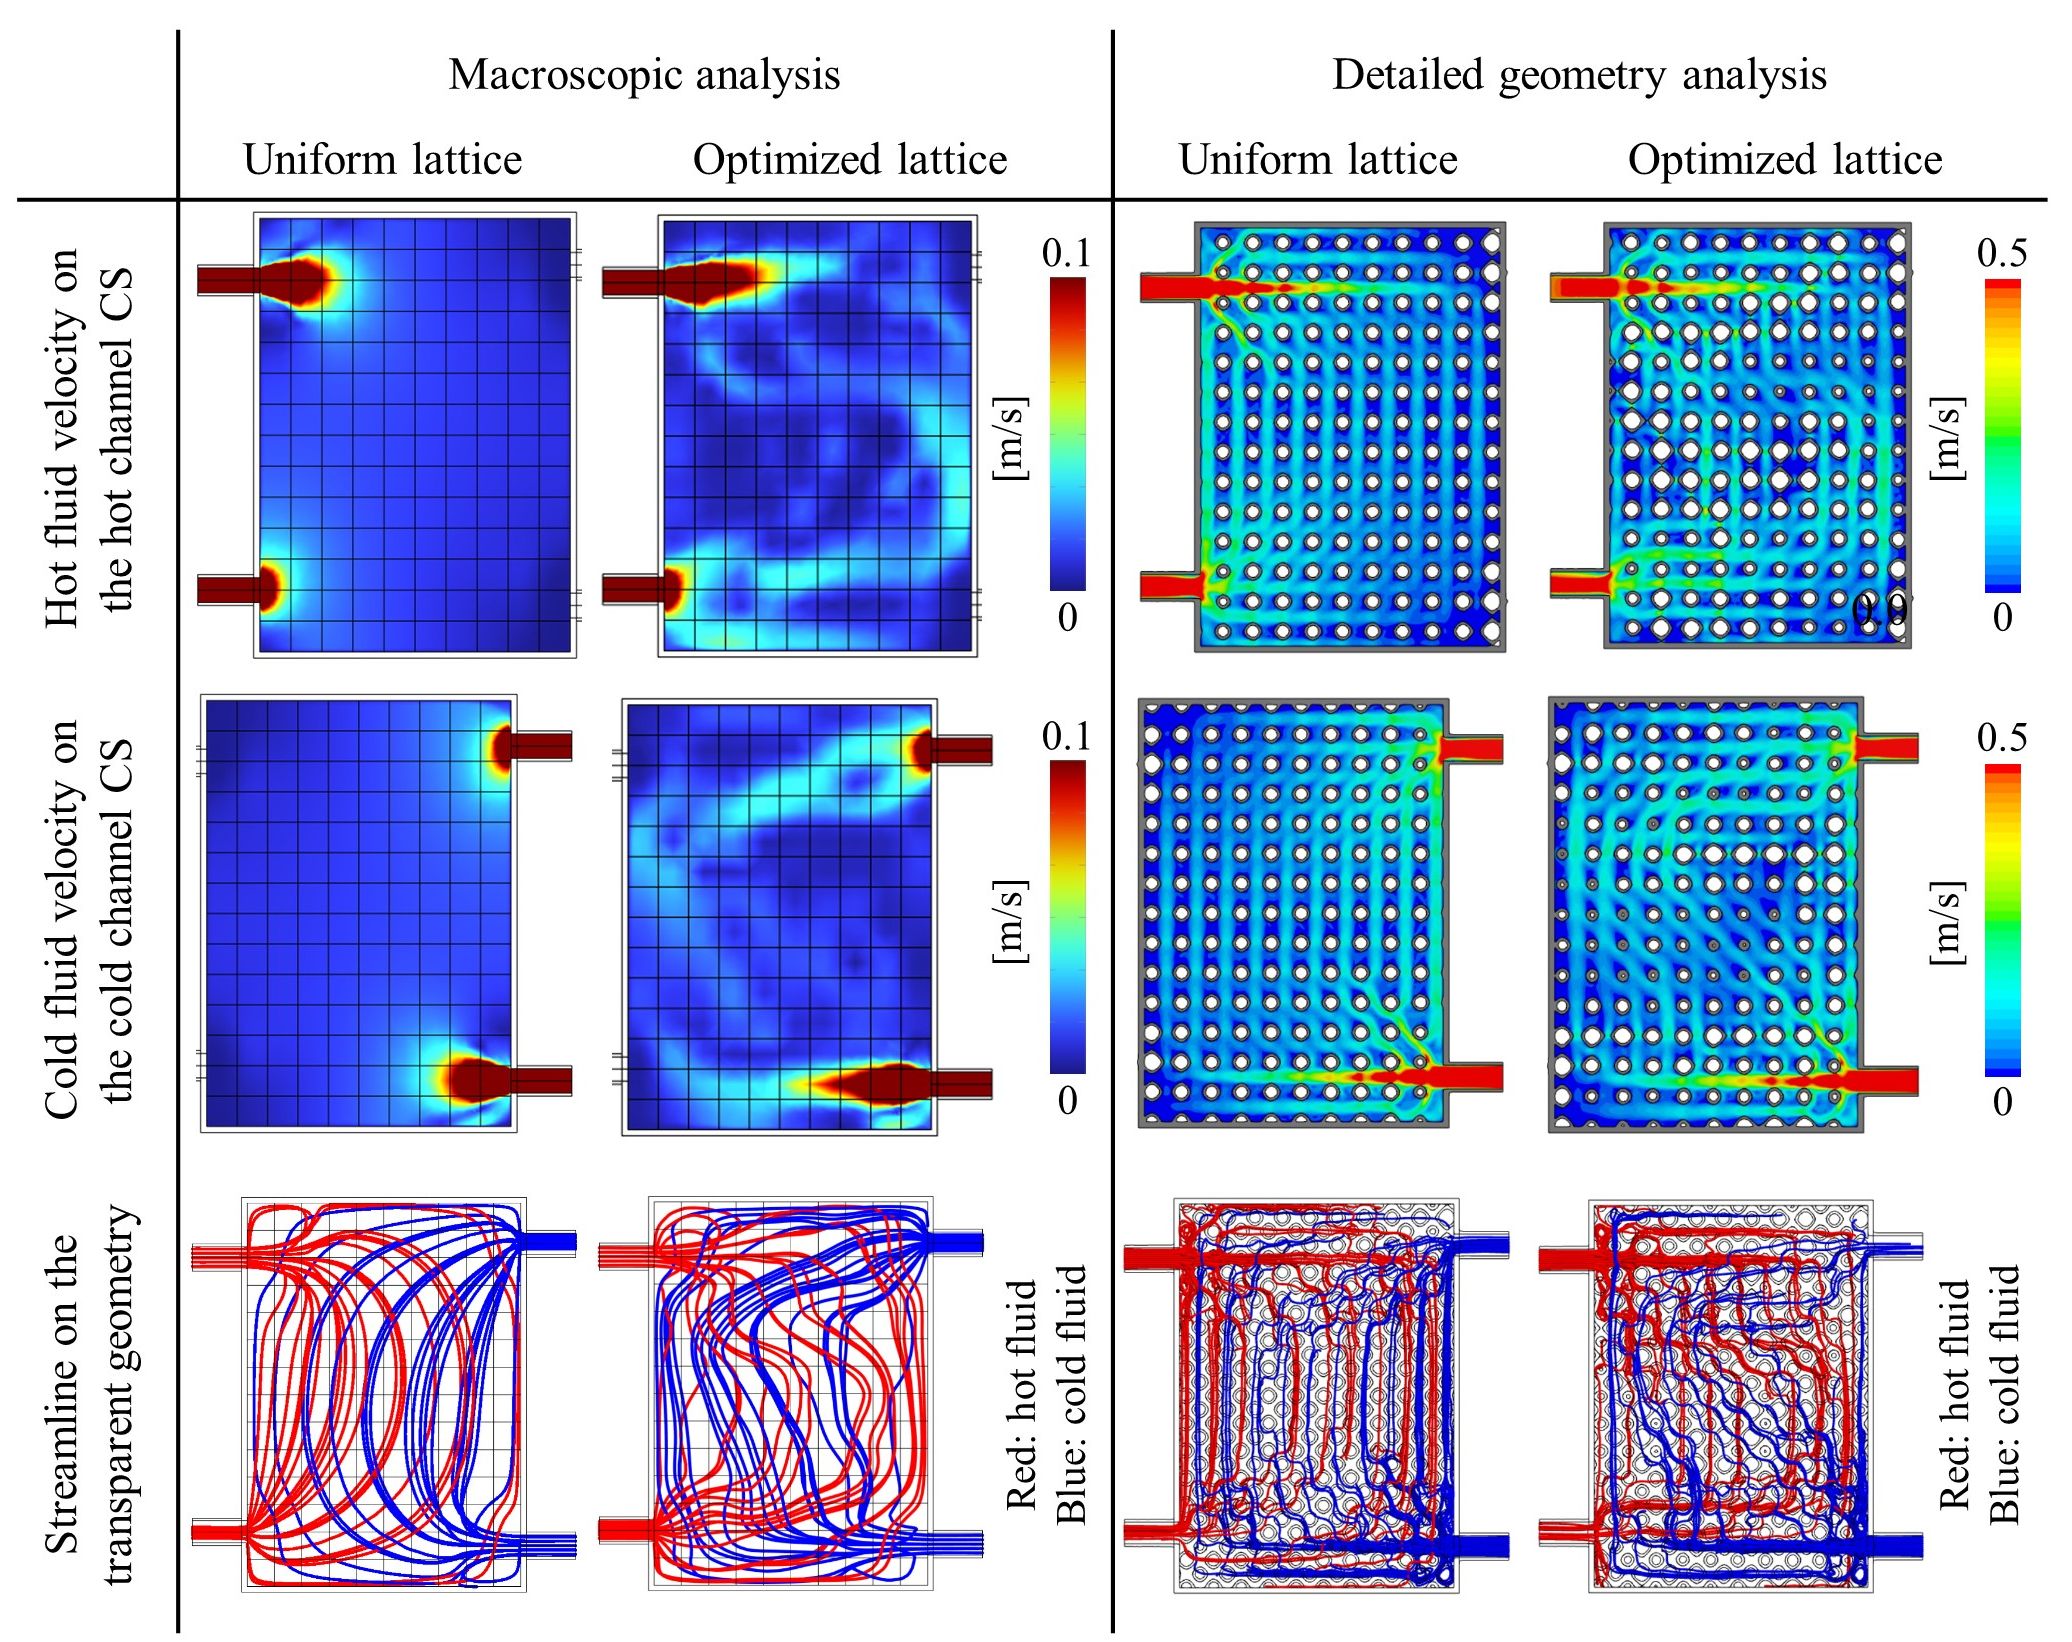 Macroscopic analysis
Detailed geometry analysis
Uniform lattice
Optimized lattice
Uniform lattice
Optimized lattice
Hot fluid velocity on
the hot channel CS
0.1
[m/s]
0
0.5
[m/s]
0
0.0
Cold fluid velocity on
the cold channel CS
0.1
[m/s]
0
0.5
[m/s]
0
Streamline on the
transparent geometry
Red: hot fluid
Blue: cold fluid
Red: hot fluid
Blue: cold fluid